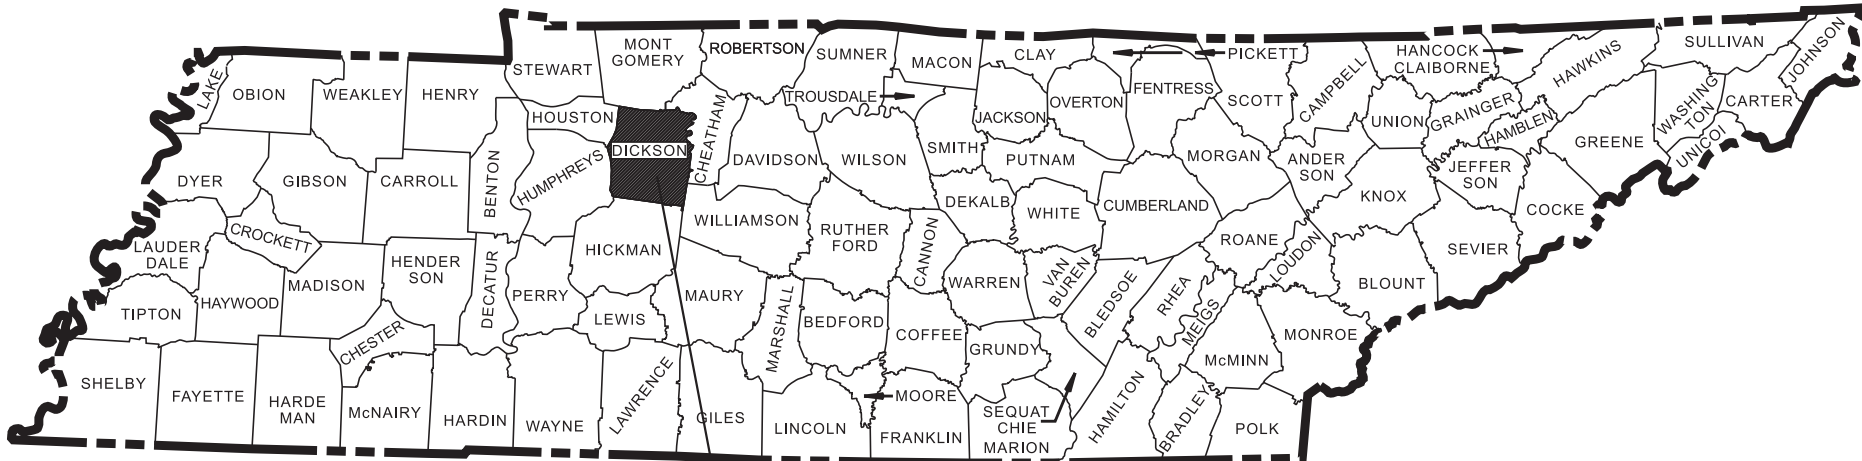 LAKE
OBION
WEAKLEY
HENRY
STEWART
MONT
GOMERY
ROBERTSON
SUMNER
MACON
CLAY
PICKETT
HANCOCK
CLAIBORNE
HAWKINS
SULLIVAN
JOHNSON
TROUSDALE
JACKSON
OVERTON
FENTRESS
SCOTT
CAMPBELL
UNION
GRAINGER
HAMBLEN
GREENE
WASHING
TON
UNICOI
CARTER
HOUSTON
DICKSON
CHEATHAM
DAVIDSON
WILSON
SMITH
PUTNAM
MORGAN
ANDER
SON
KNOX
JEFFER
SON
COCKE
DYER
GIBSON
CARROLL
BENTON
HUMPHREYS
WILLIAMSON
RUTHER
FORD
CANNON
DEKALB
WHITE
CUMBERLAND
ROANE
LOUDON
BLOUNT
SEVIER
LAUDER
DALE
CROCKETT
HAYWOOD
MADISON
HENDER
SON
DECATUR
PERRY
HICKMAN
LEWIS
MAURY
MARSHALL
BEDFORD
COFFEE
WARREN
VAN
BUREN
BLEDSOE
RHEA
MEIGS
McMINN
MONROE
TIPTON
SHELBY
FAYETTE
HARDE
MAN
CHESTER
McNAIRY
HARDIN
WAYNE
LAWRENCE
GILES
LINCOLN
MOORE
FRANKLIN
GRUNDY
SEQUAT
CHIE
MARION
HAMILTON
BRADLEY
POLK